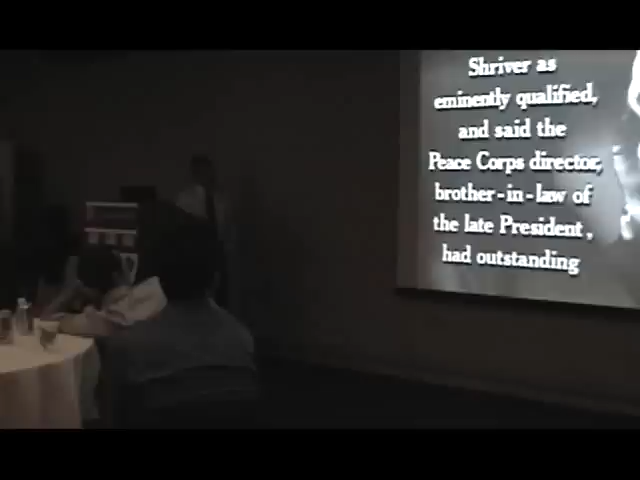 Shriver as
eminently qualified,
and said the
Peace Corps director,
brother-in-law of
the late President,
had outstanding